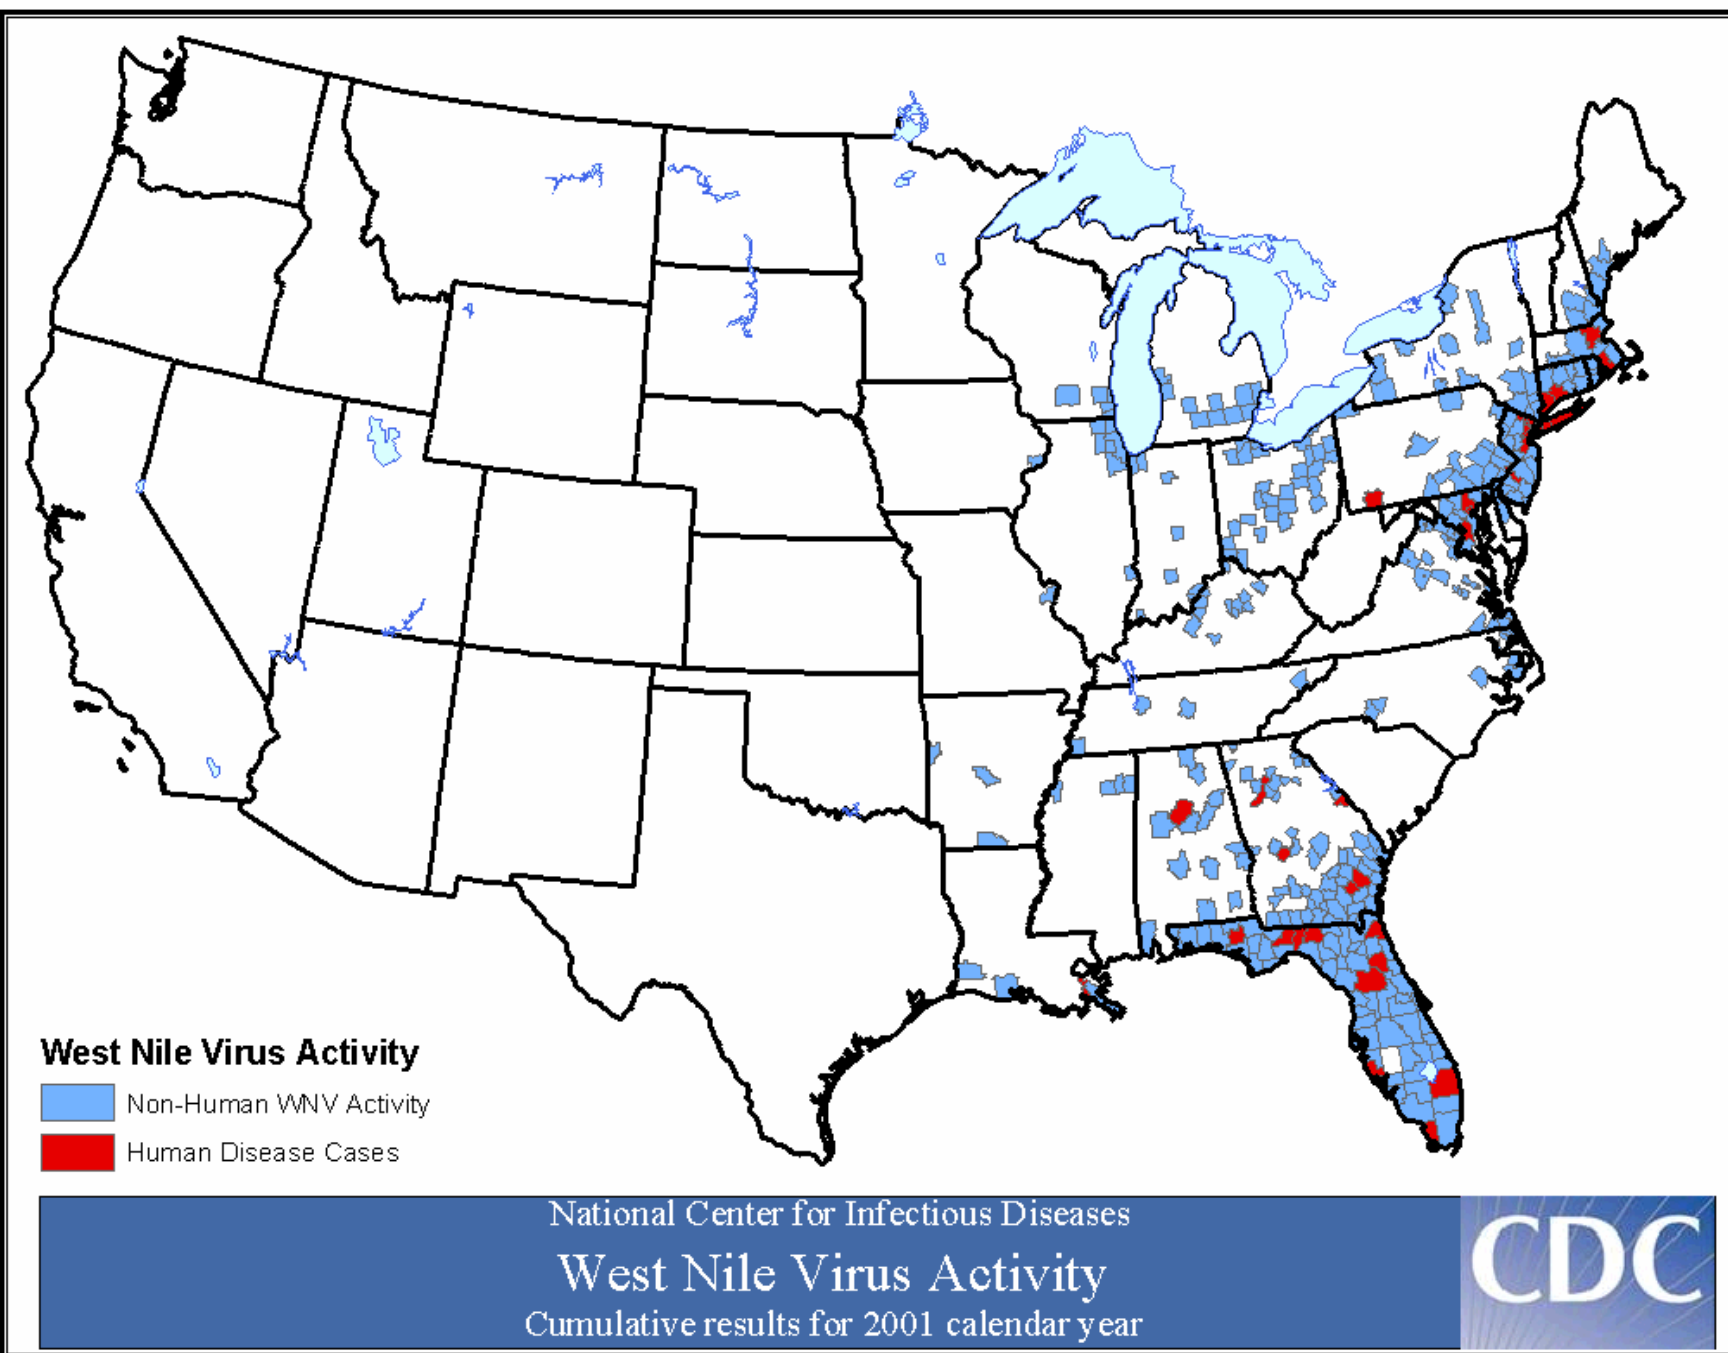 West Nile Virus Activity
Non-Human WNV Activity
Human Disease Cases
National Center for Infectious Diseases
West Nile Virus Activity
Cumulative results for 2001 calendar year
CDC